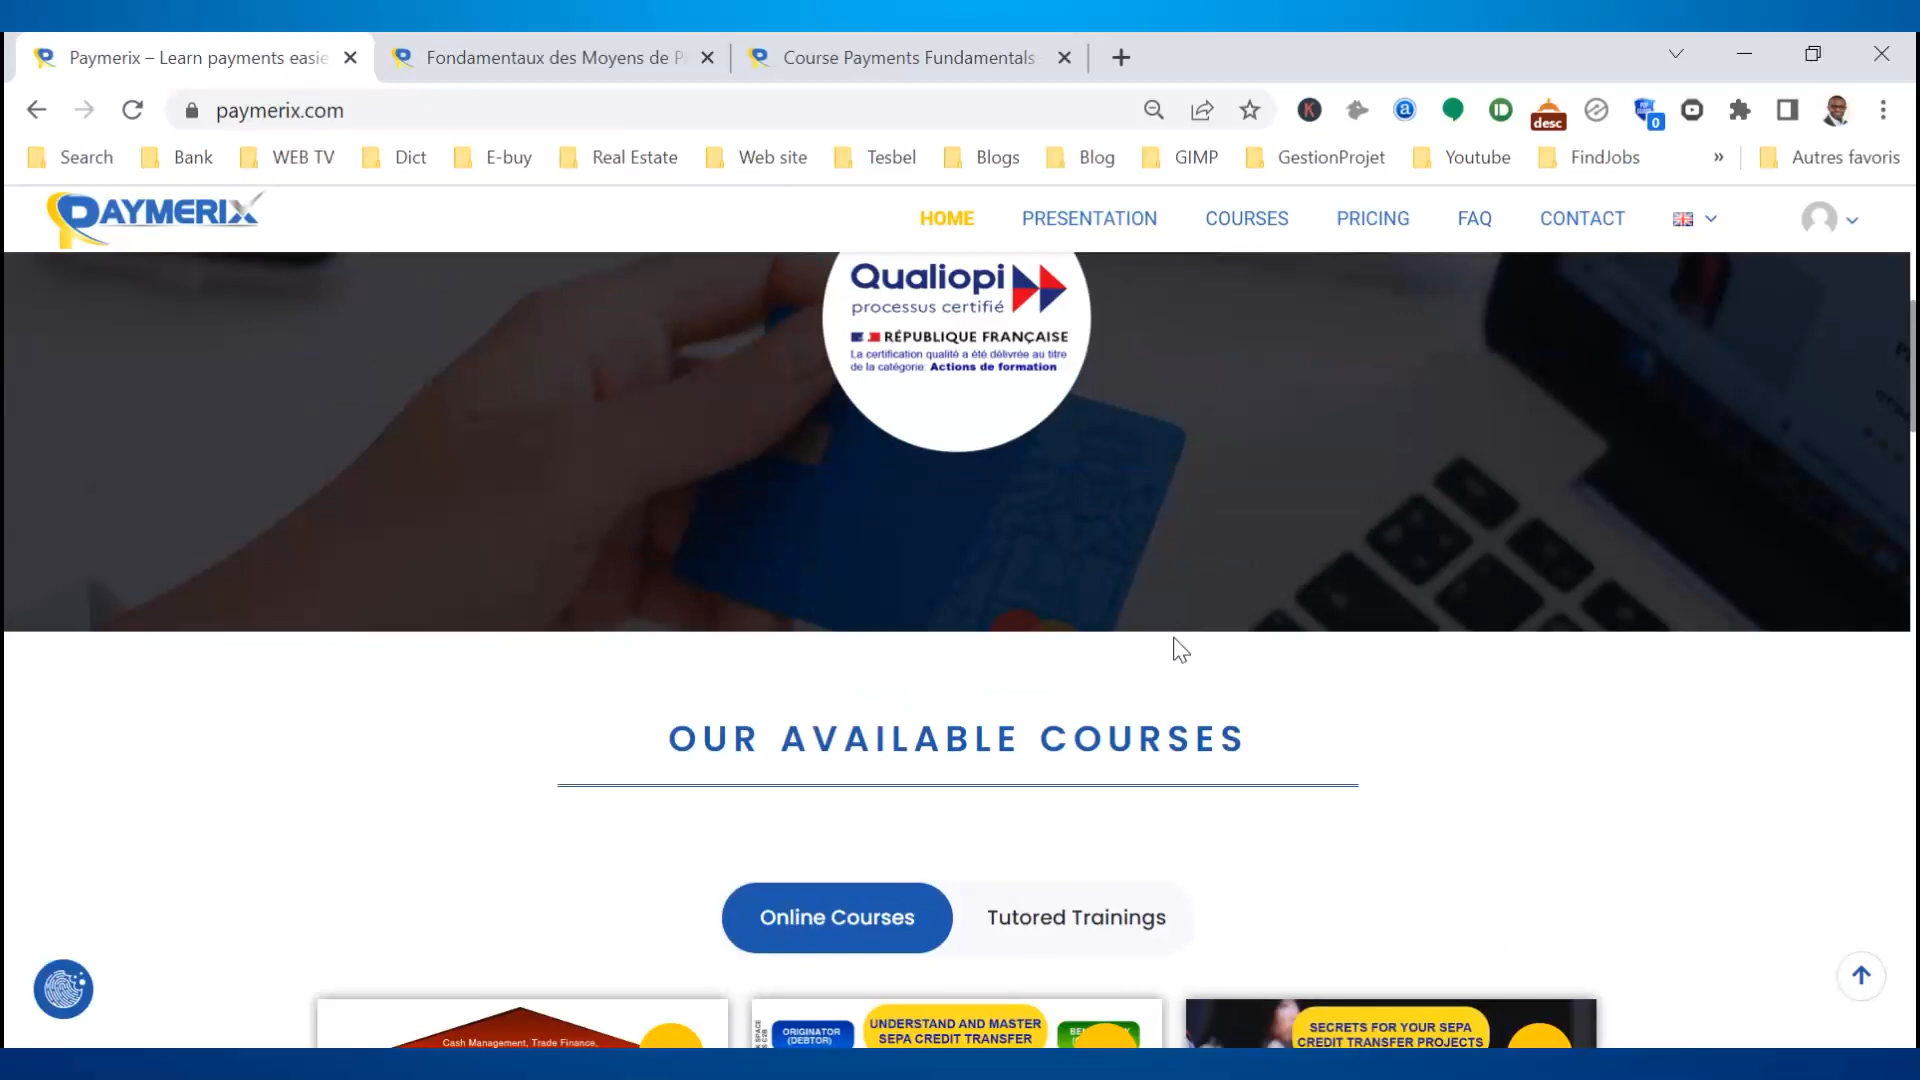 Paymerix – Learn payments easie
Fondamentaux des Moyens de P
Course Payments Fundamentals
paymerix.com
desc
0
Search
Bank
WEB TV
Dict
E-buy
Real Estate
Web site
Tesbel
Blogs
Blog
GIMP
GestionProjet
Youtube
FindJobs
»
Autres favoris
PAYMERIX
HOME
PRESENTATION
COURSES
PRICING
FAQ
CONTACT
Qualiopi
processus certifié
RÉPUBLIQUE FRANÇAISE
La certification qualité a été délivrée au titre
de la catégorie: Actions de formation
OUR AVAILABLE COURSES
Online Courses
Tutored Trainings
Cash Management, Trade Finance,
ORIGINATOR
(DEBTOR)
UNDERSTAND AND MASTER
SEPA CREDIT TRANSFER
SECRETS FOR YOUR SEPA
CREDIT TRANSFER PROJECTS